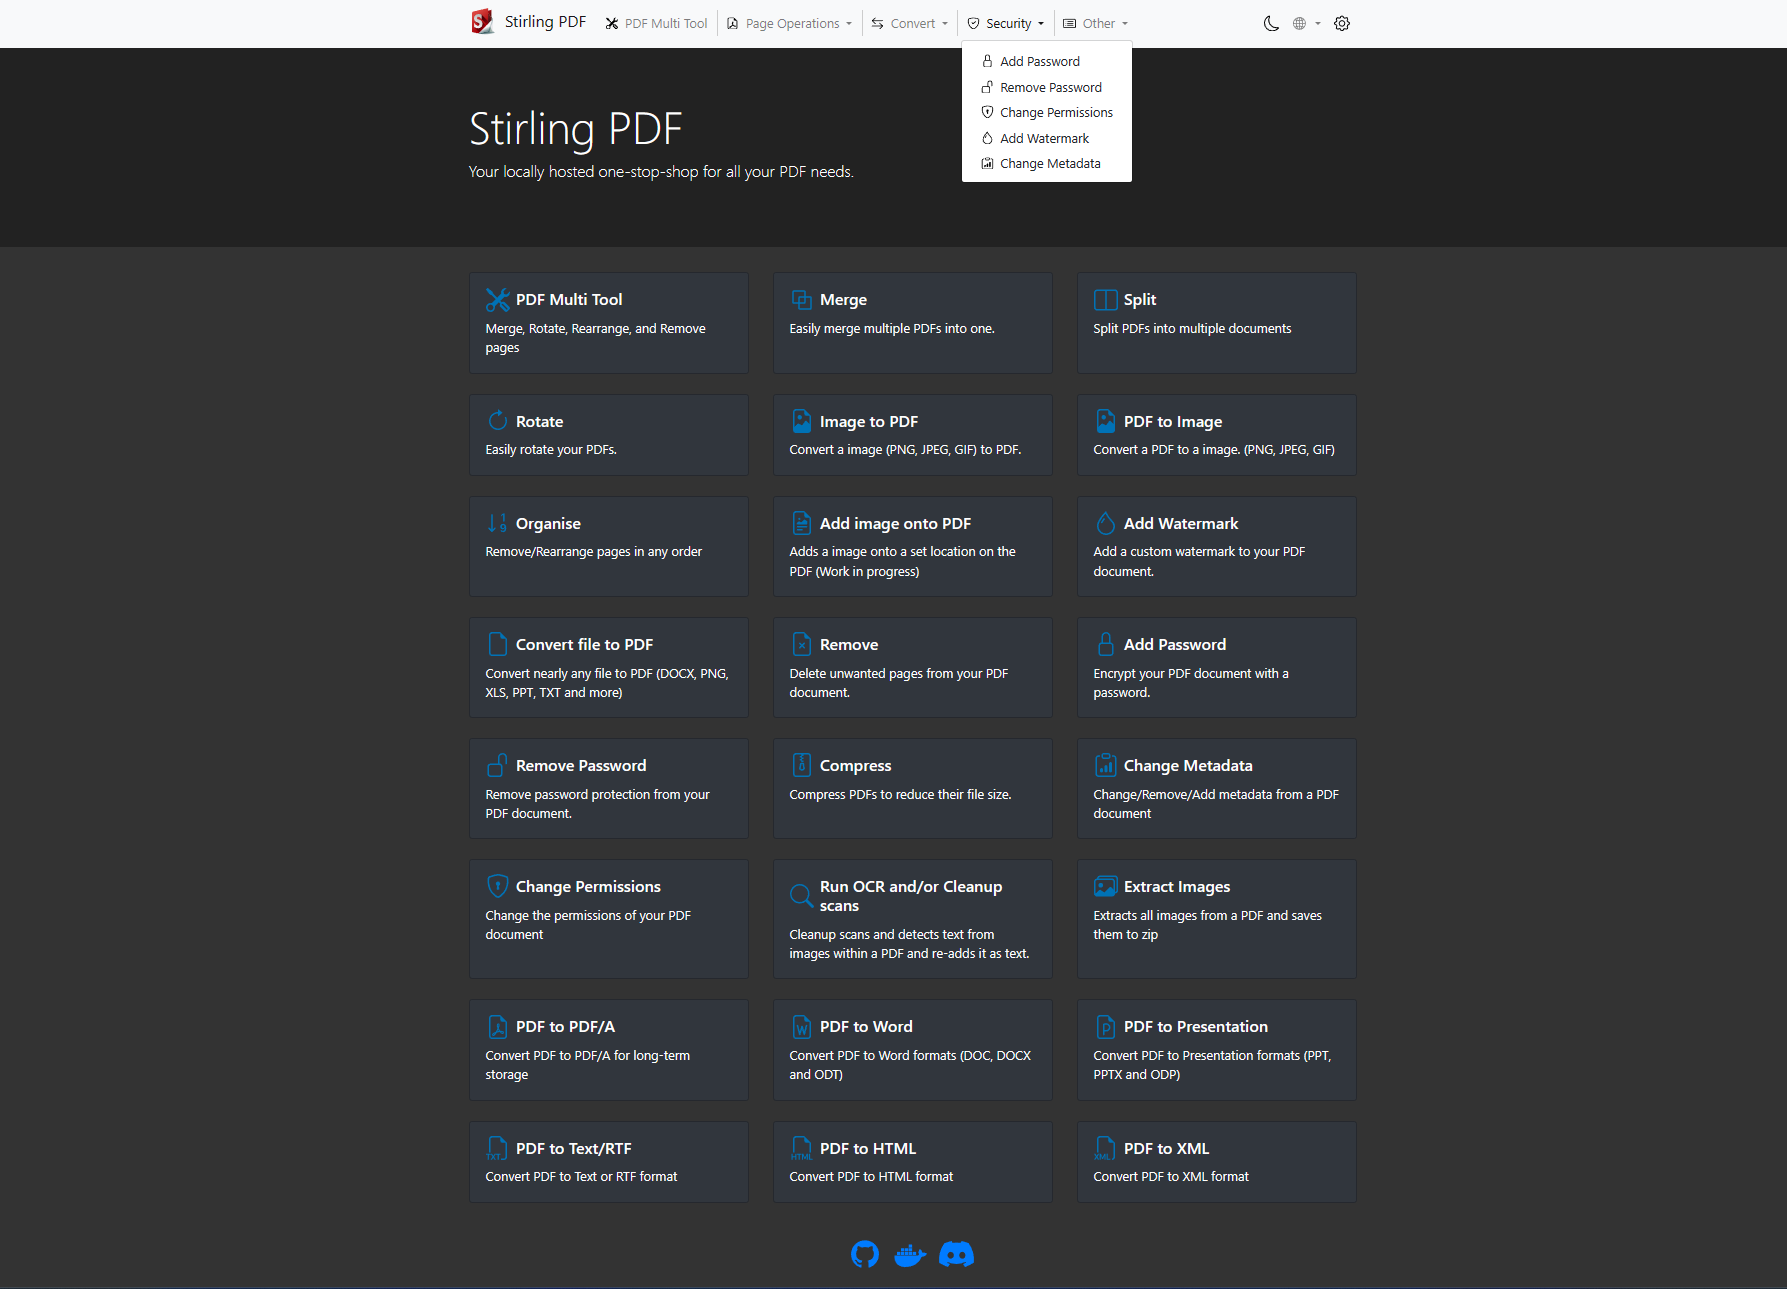 Stirling PDF
PDF Multi Tool
Page Operations
Convert
Security
Other
Add Password
Remove Password
Change Permissions
Add Watermark
Change Metadata
Stirling PDF
Your locally hosted one-stop-shop for all your PDF needs.
PDF Multi Tool
Merge, Rotate, Rearrange, and Remove
pages
Merge
Easily merge multiple PDFs into one.
Split
Split PDFs into multiple documents
Rotate
Easily rotate your PDFs.
Image to PDF
Convert a image (PNG, JPEG, GIF) to PDF.
PDF to Image
Convert a PDF to a image. (PNG, JPEG, GIF)
Organise
Remove/Rearrange pages in any order
Add image onto PDF
Adds a image onto a set location on the
PDF (Work in progress)
Add Watermark
Add a custom watermark to your PDF
document.
Convert file to PDF
Convert nearly any file to PDF (DOCX, PNG,
XLS, PPT, TXT and more)
Remove
Delete unwanted pages from your PDF
document.
Add Password
Encrypt your PDF document with a
password.
Remove Password
Remove password protection from your
PDF document.
Compress
Compress PDFs to reduce their file size.
Change Metadata
Change/Remove/Add metadata from a PDF
document
Change Permissions
Change the permissions of your PDF
document
Run OCR and/or Cleanup
scans
Cleanup scans and detects text from
images within a PDF and re-adds it as text.
Extract Images
Extracts all images from a PDF and saves
them to zip
PDF to PDF/A
Convert PDF to PDF/A for long-term
storage
PDF to Word
Convert PDF to Word formats (DOC, DOCX
and ODT)
PDF to Presentation
Convert PDF to Presentation formats (PPT,
PPTX and ODP)
TXT
PDF to Text/RTF
Convert PDF to Text or RTF format
HTML
PDF to HTML
Convert PDF to HTML format
XML
PDF to XML
Convert PDF to XML format